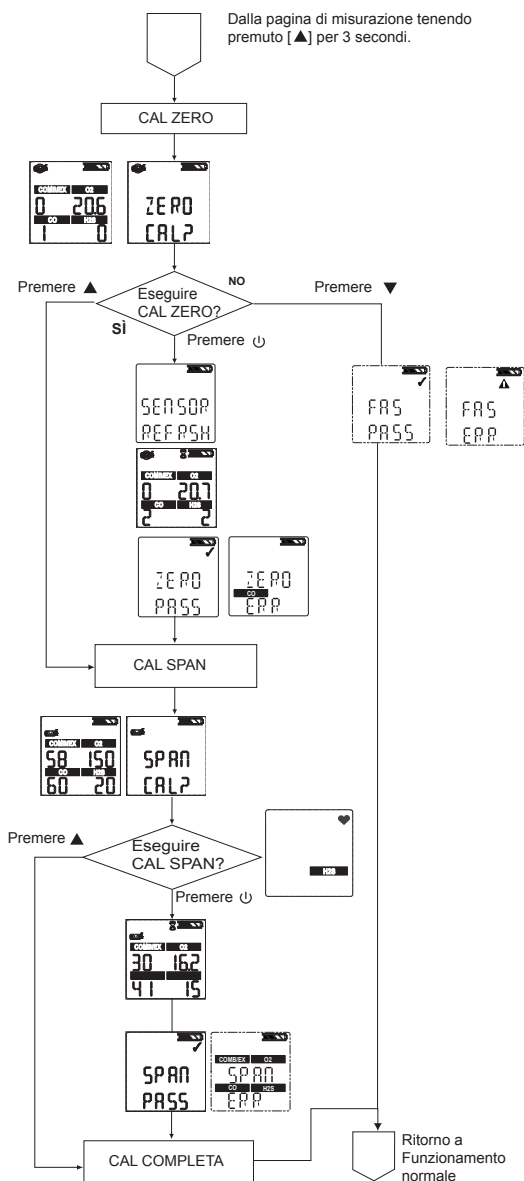 Dalla pagina di misurazione tenendo
premuto [▲] per 3 secondi.
CAL ZERO
COMB/EX O2
0 20.6
CO H2S
1 0
ZERO
CAL?
Premere ▲
NO
Premere ▼
Eseguire
CAL ZERO?
SÌ
Premere ⏻
SENSOR
REFRSH
FAS
PASS
FAS
ERR
COMB/EX O2
0 20.7
CO H2S
2 2
ZERO
PASS
ZERO
CO
ERR
CAL SPAN
COMB/EX O2
58 150
CO H2S
60 20
SPAN
CAL?
Premere ▲
Eseguire
CAL SPAN?
H2S
Premere ⏻
COMB/EX O2
30 16.2
41 15
SPAN
PASS
COMB/EX O2
SPAN
CO H2S
ERR
CAL COMPLETA
Ritorno a
Funzionamento
normale